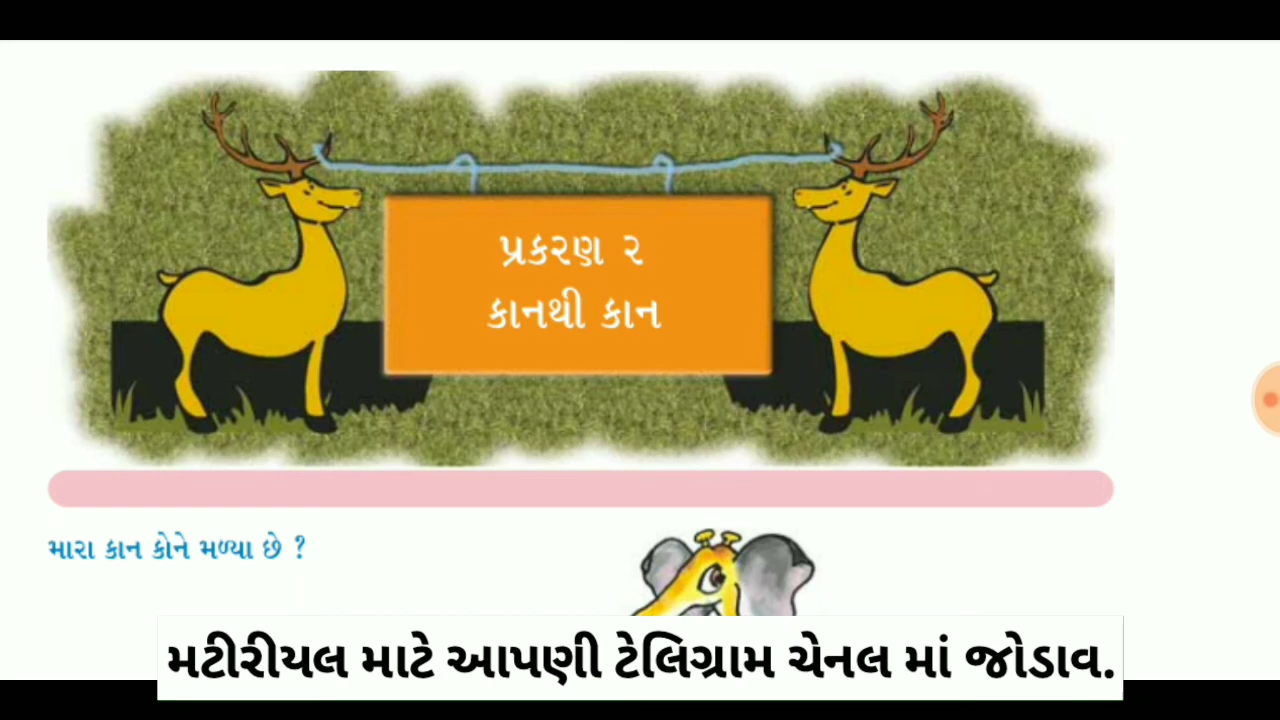 પ્રકરણ ૨
કાનથી કાન
મારા કાન કોને મળ્યા છે ?
મટીરીયલ માટે આપણી ટેલિગ્રામ ચેનલ માં જોડાવ.